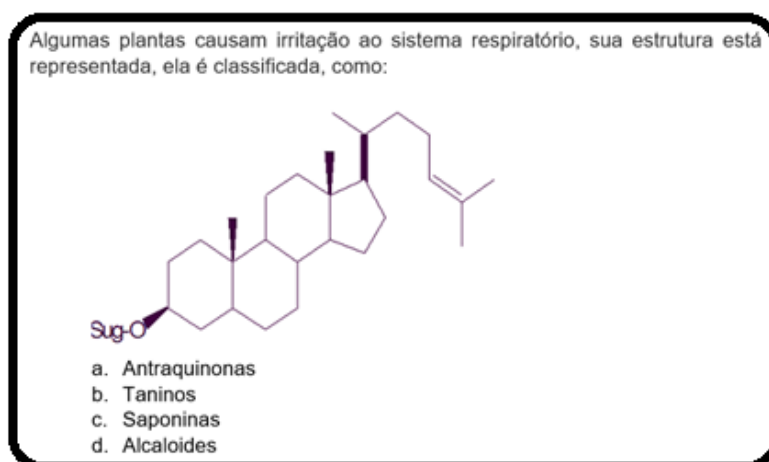 Algumas plantas causam irritação ao sistema respiratório, sua estrutura está
representada, ela é classificada, como:
Sug-O
a. Antraquinonas
b. Taninos
c. Saponinas
d. Alcaloides